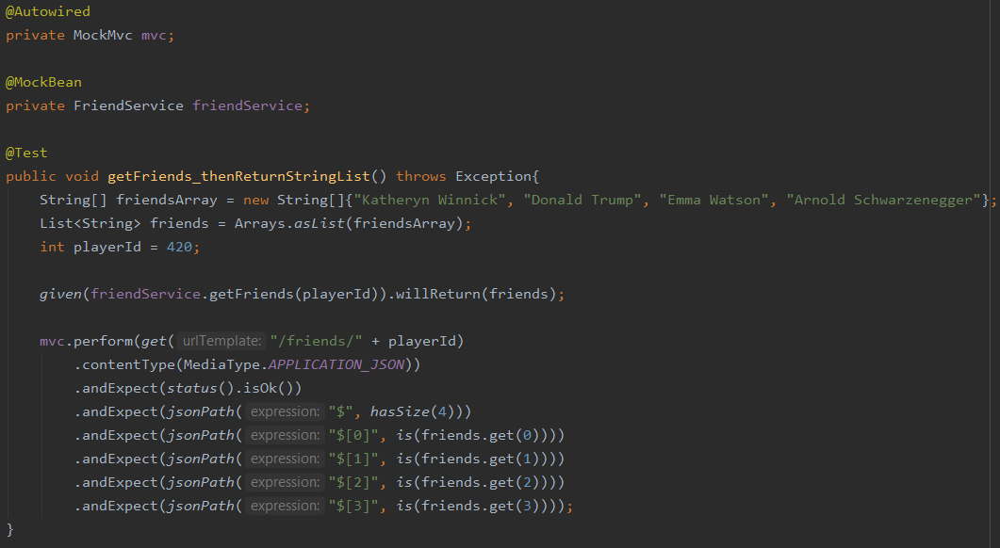 @Autowired
private MockMvc mvc;
@MockBean
private FriendService friendService;
@Test
public void getFriends_thenReturnStringList() throws Exception{
String[] friendsArray = new String[]{"Katheryn Winnick", "Donald Trump", "Emma Watson", "Arnold Schwarzenegger"};
List<String> friends = Arrays.asList(friendsArray);
int playerId = 420;
given(friendService.getFriends(playerId)).willReturn(friends);
mvc.perform(get( urlTemplate: "/friends/" + playerId)
.contentType(MediaType.APPLICATION_JSON))
.andExpect(status().isOk())
.andExpect(jsonPath( expression: "$", hasSize(4)))
.andExpect(jsonPath( expression: "$[0]", is(friends.get(0))))
.andExpect(jsonPath( expression: "$[1]", is(friends.get(1))))
.andExpect(jsonPath( expression: "$[2]", is(friends.get(2))))
.andExpect(jsonPath( expression: "$[3]", is(friends.get(3))));
}